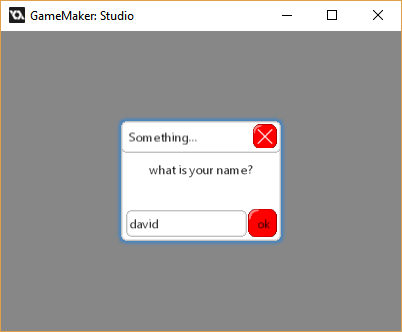 GameMaker: Studio
Something...
what is your name?
david
ok